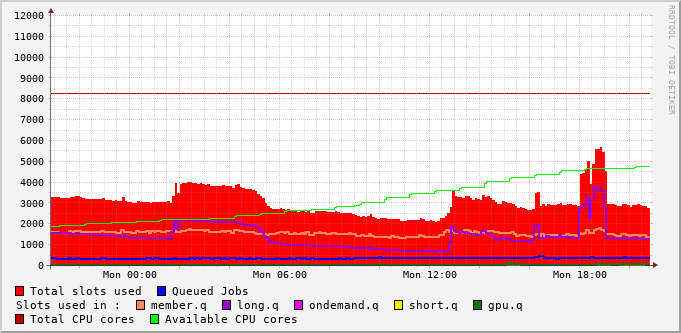 12000
11000
10000
9000
8000
7000
6000
5000
4000
3000
2000
1000
0
Mon 00:00 Mon 06:00 Mon 12:00 Mon 18:00
Total slots used Queued Jobs
Slots used in : member.q long.q ondemand.q short.q gpu.q
Total CPU cores Available CPU cores
RRDTOOL / TOBI OETIKER